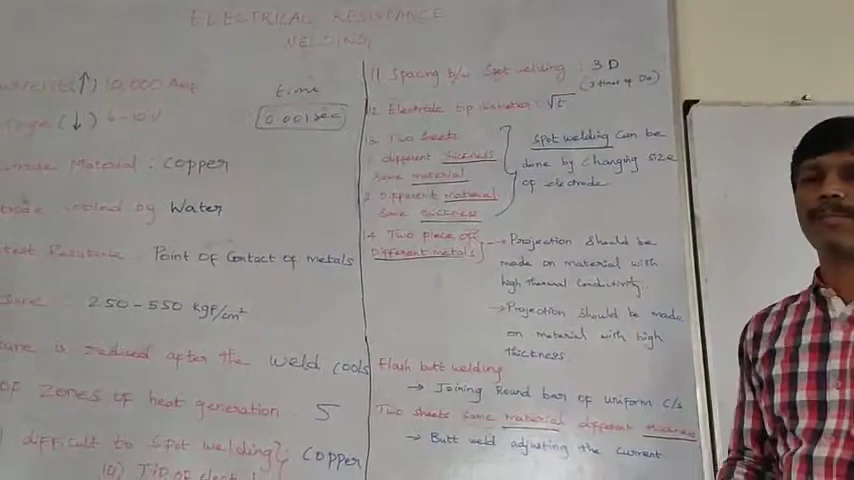 ELECTRICAL RESISTANCE
WELDING
(↑) 10,000 Amp
(↓) 6-10V
time
0.001sec
Material : Copper
cooled by Water
Resistance Point of Contact of metals
250-550 kgf/cm²
is reduced after the weld cools
of Zones of heat generation 5
difficult to Spot welding } Copper
10) Tip of
11. Spacing b/w Spot welding : 3D
(3 times of Do)
12. Electrode tip diameter : √t
13. Two Sheets
different thickness
same material
2. Different material
same thickness
Spot welding can be
done by Changing size
of electrode
14. Two piece of
Different metals
→ Projection should be
made on material with
high thermal conductivity.
→ Projection should be made
on material with high
thickness.
Flash butt welding
→ Joining Round bar of uniform c/s
Two sheets same material different thickness
→ Butt weld adjusting the current